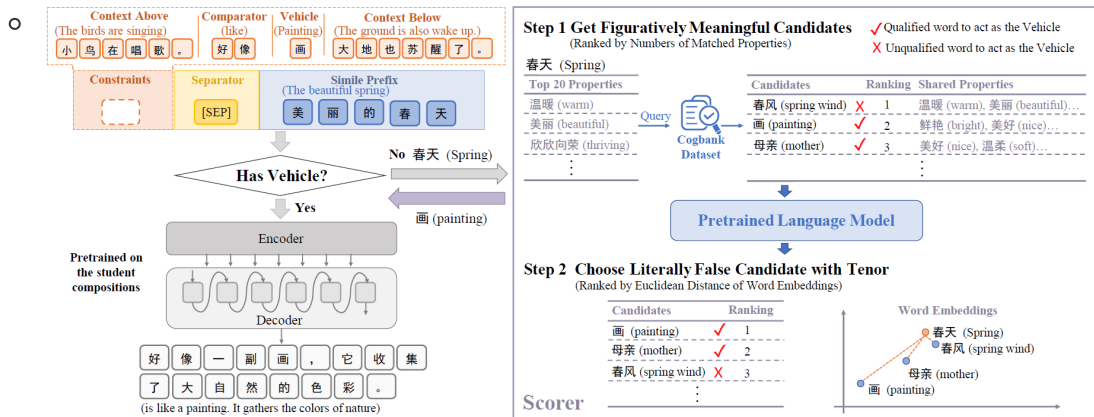 Context Above
(The birds are singing)
小 鸟 在 唱 歌 。
Comparator
(like)
好 像
Vehicle
(Painting)
画
Context Below
(The ground is also wake up.)
大 地 也 苏 醒 了 。
Constraints
Separator
[SEP]
Simile Prefix
(The beautiful spring)
美 丽 的 春 天
Has Vehicle?
No 春天 (Spring)
画 (painting)
Yes
Encoder
Pretrained on
the student
compositions
Decoder
好 像 一 副 画 , 它 收 集
了 大 自 然 的 色 彩 。
(is like a painting. It gathers the colors of nature)
Step 1 Get Figuratively Meaningful Candidates
(Ranked by Numbers of Matched Properties)
✓ Qualified word to act as the Vehicle
✗ Unqualified word to act as the Vehicle
春天 (Spring)
Top 20 Properties
温暖 (warm)
美丽 (beautiful)
欣欣向荣 (thriving)
⋮
Query
Cogbank
Dataset
Candidates Ranking Shared Properties
春风 (spring wind) ✗ 1 温暖 (warm), 美丽 (beautiful)…
画 (painting) ✓ 2 鲜艳 (bright), 美好 (nice)…
母亲 (mother) ✓ 3 美好 (nice), 温柔 (soft)…
⋮ ⋮
Pretrained Language Model
Step 2 Choose Literally False Candidate with Tenor
(Ranked by Euclidean Distance of Word Embeddings)
Candidates Ranking
画 (painting) ✓ 1
母亲 (mother) ✓ 2
春风 (spring wind) ✗ 3
⋮
Word Embeddings
春天 (Spring)
春风 (spring wind)
母亲 (mother)
画 (painting)
Scorer